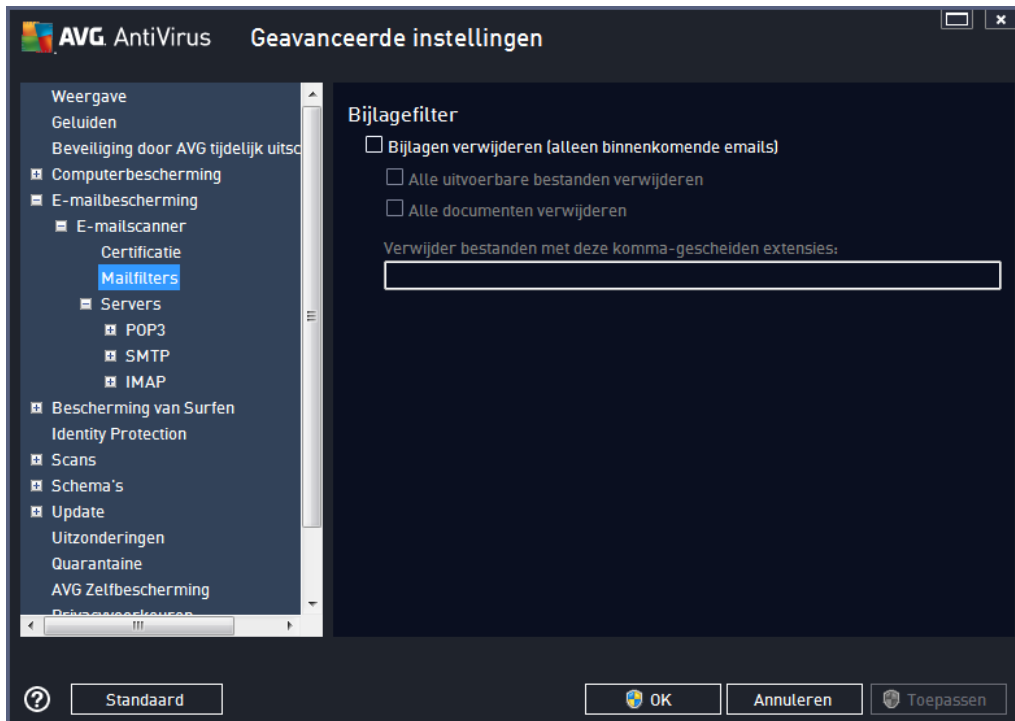 AVG. AntiVirus Geavanceerde instellingen
Weergave
Geluiden
Beveiliging door AVG tijdelijk uitsc
Computerbescherming
E-mailbescherming
E-mailscanner
Certificatie
Mailfilters
Servers
POP3
SMTP
IMAP
Bescherming van Surfen
Identity Protection
Scans
Schema's
Update
Uitzonderingen
Quarantaine
AVG Zelfbescherming
Privacyvoorkeuren
Bijlagefilter
Bijlagen verwijderen (alleen binnenkomende emails)
Alle uitvoerbare bestanden verwijderen
Alle documenten verwijderen
Verwijder bestanden met deze komma-gescheiden extensies:
Standaard
OK
Annuleren
Toepassen